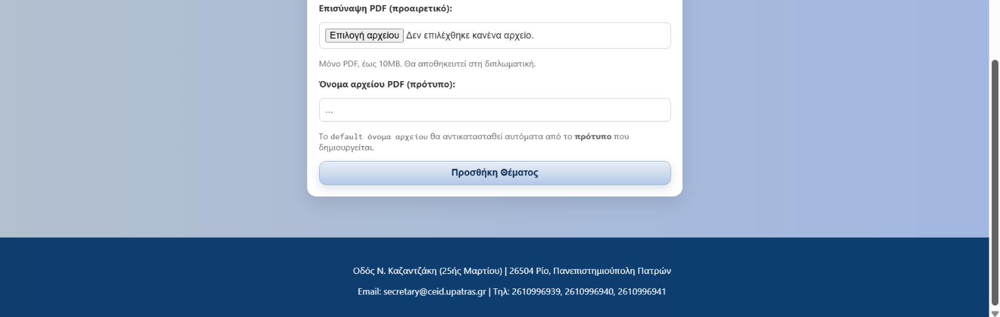 Επισύναψη PDF (προαιρετικό):
Επιλογή αρχείου Δεν επιλέχθηκε κανένα αρχείο.
Μόνο PDF, έως 10MB. Θα αποθηκευτεί στη διπλωματική.
Όνομα αρχείου PDF (πρότυπο):
...
Το default όνομα αρχείου θα αντικατασταθεί αυτόματα από το πρότυπο που
δημιουργείται.
Προσθήκη Θέματος
Οδός Ν. Καζαντζάκη (25ής Μαρτίου) | 26504 Ρίο, Πανεπιστημιούπολη Πατρών
Email: secretary@ceid.upatras.gr | Τηλ: 2610996939, 2610996940, 2610996941